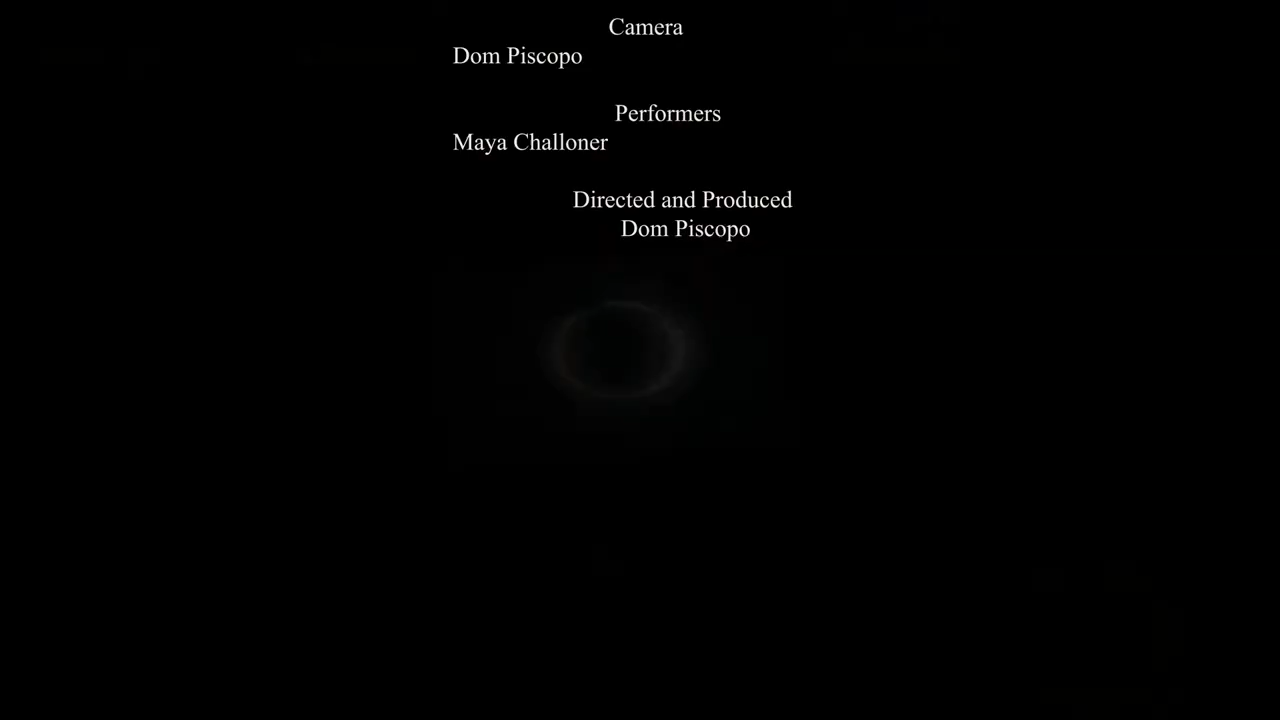 Camera
Dom Piscopo
Performers
Maya Challoner
Directed and Produced
Dom Piscopo